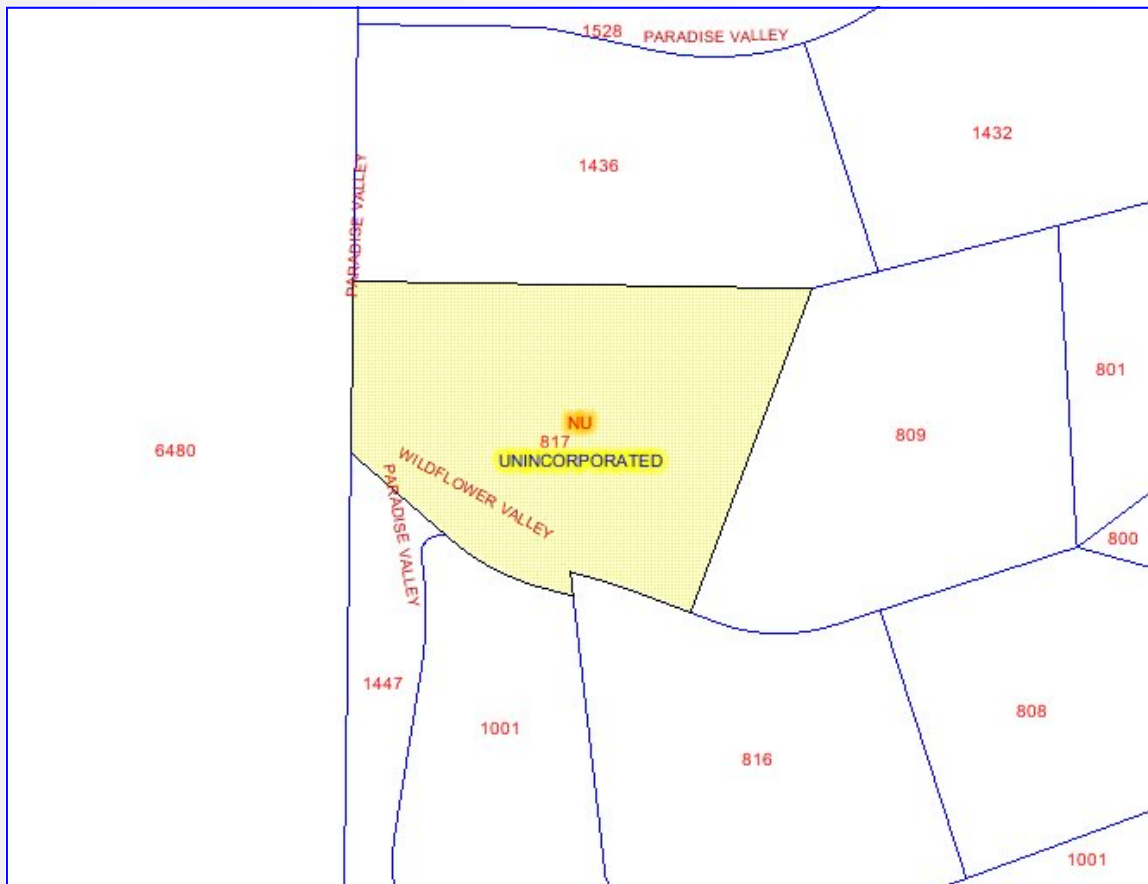 1528
PARADISE VALLEY
1432
1436
PARADISE VALLEY
801
NU
817
809
6480
UNINCORPORATED
WILDFLOWER VALLEY
PARADISE VALLEY
800
1447
808
1001
816
1001